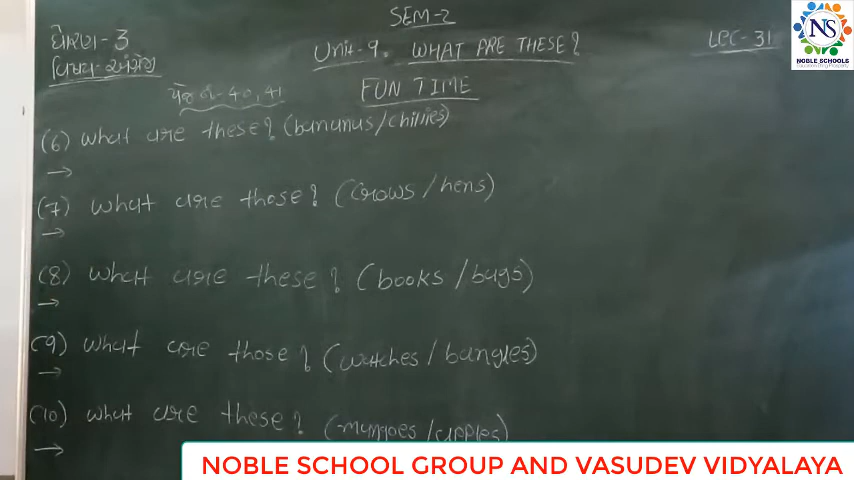 SEM-2
ધોરણ-3
વિષય-અંગ્રેજી
Unit-9. WHAT ARE THESE?
LEC-31
NS
NOBLE SCHOOLS
પેજ નં-40,41
FUN TIME
(6) what are these? (bananas/chillies)
→
(7) what are those? (crows/hens)
→
(8) what are these? (books/bags)
→
(9) what are those? (watches/bangles)
→
(10) what are these? (mangoes/apples)
→
NOBLE SCHOOL GROUP AND VASUDEV VIDYALAYA